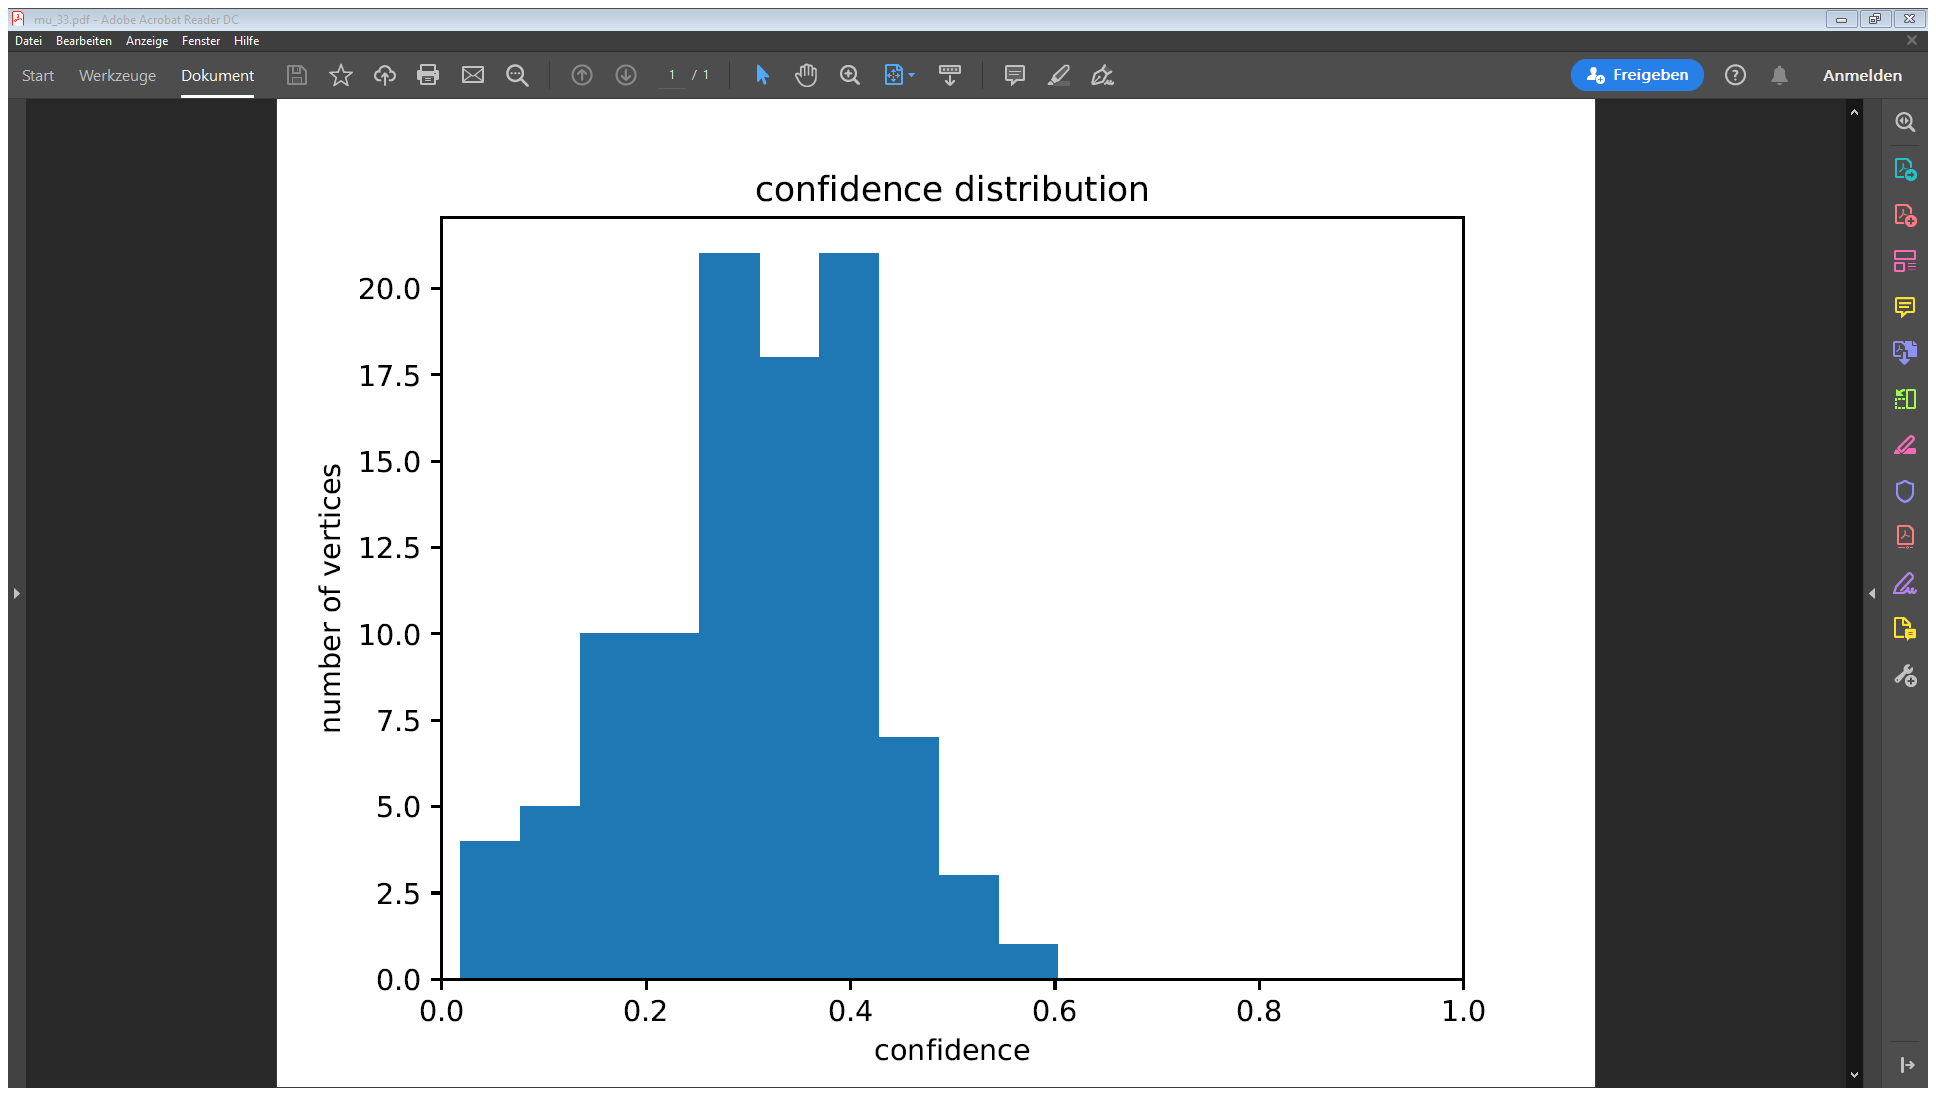 mu_33.pdf - Adobe Acrobat Reader DC
Datei Bearbeiten Anzeige Fenster Hilfe
Start Werkzeuge Dokument 1 / 1 Freigeben Anmelden
confidence distribution
20.0
17.5
15.0
12.5
10.0
7.5
5.0
2.5
0.0
number of vertices
0.0 0.2 0.4 0.6 0.8 1.0
confidence